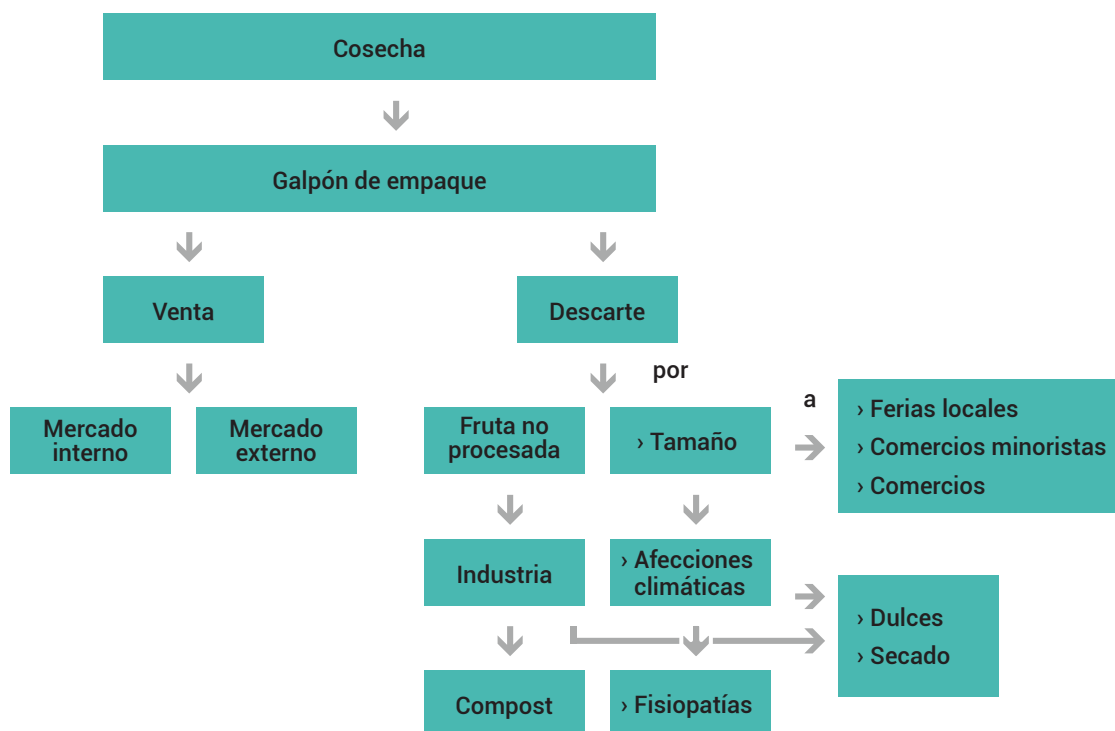 Cosecha
Galpón de empaque
Venta
Descarte
por
Mercado
interno
Mercado
externo
Fruta no
procesada
› Tamaño
a
› Ferias locales
› Comercios minoristas
› Comercios
Industria
› Afecciones
climáticas
› Dulces
› Secado
Compost
› Fisiopatías